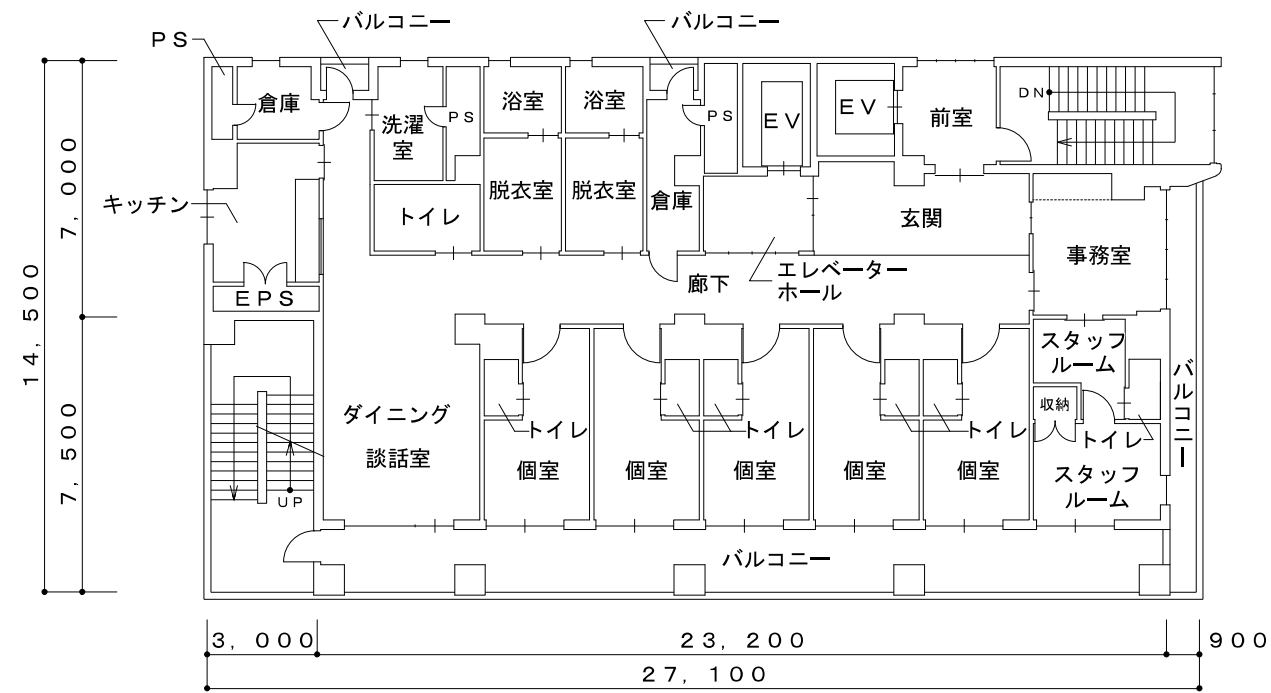 バルコニー
バルコニー
PS
倉庫
洗濯
室
PS
浴室
浴室
PS
EV
EV
前室
DN
キッチン
トイレ
脱衣室
脱衣室
倉庫
玄関
事務室
EPS
廊下
エレベーター
ホール
スタッフ
ルーム
収納
バルコニー
ダイニング
談話室
トイレ
トイレ
トイレ
トイレ
個室
個室
個室
個室
個室
スタッフ
ルーム
UP
バルコニー
14,500
7,000
7,500
3,000
23,200
900
27,100